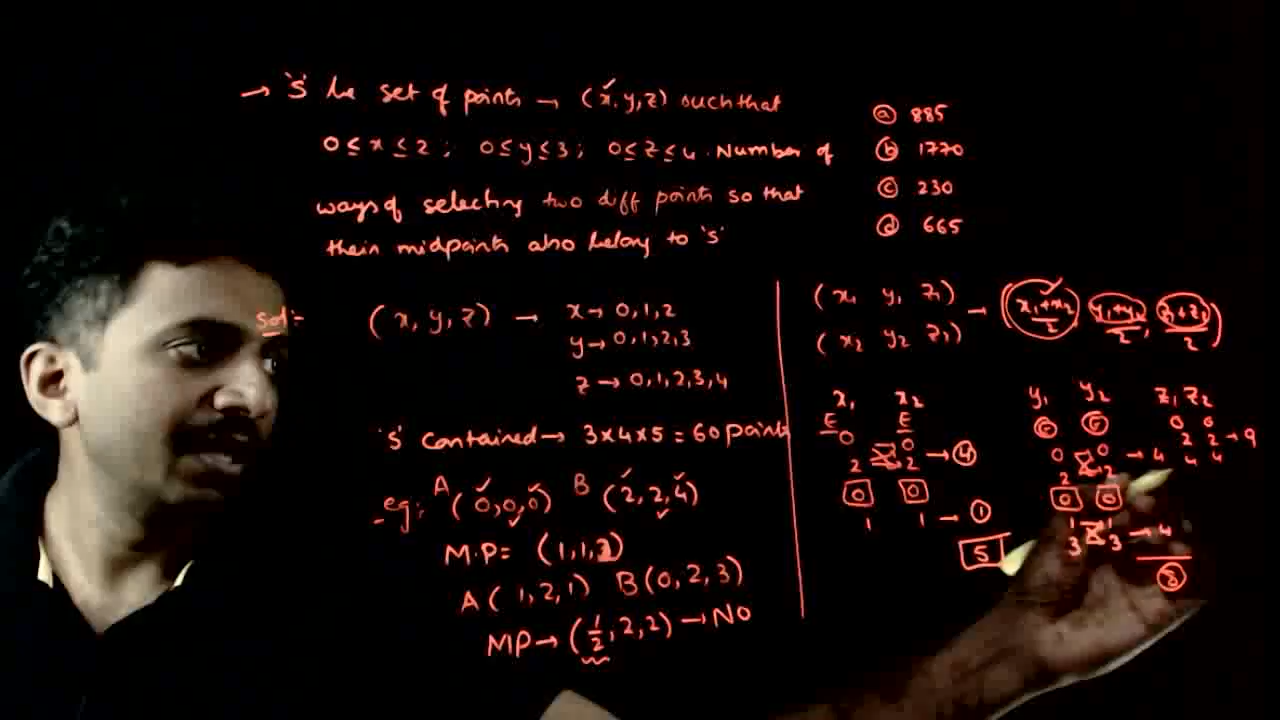 → 'S' be set of points → (x, y, z) such that
0 ≤ x ≤ 2 ; 0 ≤ y ≤ 3 ; 0 ≤ z ≤ 4 . Number of
ways of selecting two diff points so that
their midpoints also belong to 'S'
ⓐ 885
ⓑ 1770
ⓒ 230
ⓓ 665
Sol:-
(x, y, z) → x → 0,1,2
y → 0,1,2,3
z → 0,1,2,3,4
'S' contained → 3×4×5 = 60 points
eg: A (0,0,0) B (2,2,4)
M.P = (1,1,2)
A (1,2,1) B (0,2,3)
MP → (1/2, 2, 2) → NO
(x1 y1 z1)
(x2 y2 z1) → (x1+x2/2, y1+y2/2, z1+z2/2)
x1 x2
E E
0 0
2 2 → 4
O O
1 1 → 1
5
y1 y2
E E
0 0 → 4
2 2
O O
1 1
3 3 → 4
8
z1 z2
0 0
2 2 → 9
4 4